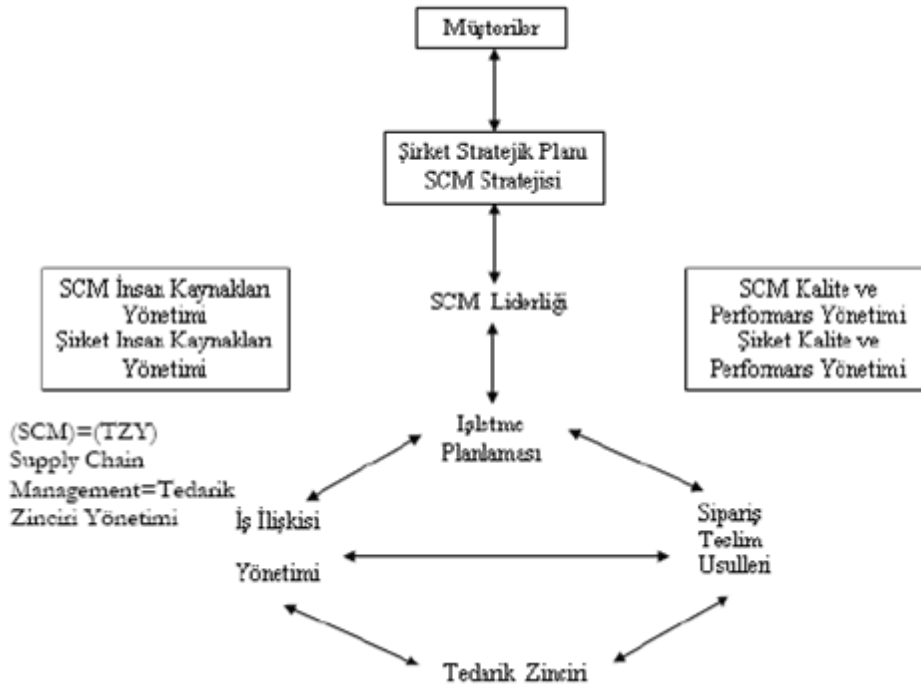 Müşteriler
Şirket Stratejik Planı
SCM Stratejisi
SCM İnsan Kaynakları
Yönetimi
Şirket Insan Kaynakları
Yönetimi
SCM Liderliği
SCM Kalite ve
Performans Yönetimi
Şirket Kalite ve
Performans Yönetimi
(SCM)=(TZY)
Supply Chain
Management=Tedarik
Zinciri Yönetimi
Işletme
Planlaması
İş İlişkisi
Yönetimi
Sipariş
Teslim
Usulleri
Tedarik Zinciri